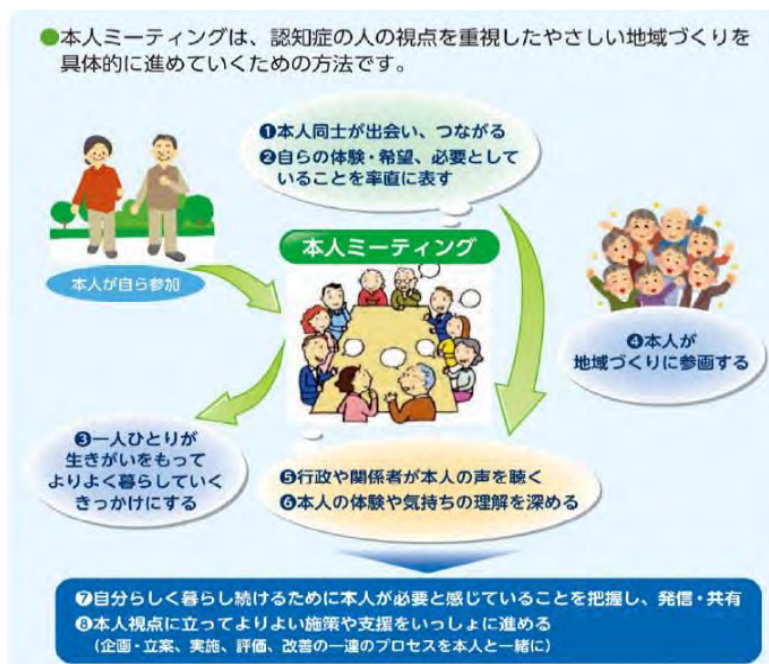 ●本人ミーティングは、認知症の人の視点を重視したやさしい地域づくりを
具体的に進めていくための方法です。
❶本人同士が出会い、つながる
❷自らの体験・希望、必要として
いることを率直に表す
本人ミーティング
本人が自ら参加
❹本人が
地域づくりに参画する
❸一人ひとりが
生きがいをもって
よりよく暮らしていく
きっかけにする
❺行政や関係者が本人の声を聴く
❻本人の体験や気持ちの理解を深める
❼自分らしく暮らし続けるために本人が必要と感じていることを把握し、発信・共有
❽本人視点に立ってよりよい施策や支援をいっしょに進める
(企画・立案、実施、評価、改善の一連のプロセスを本人と一緒に)